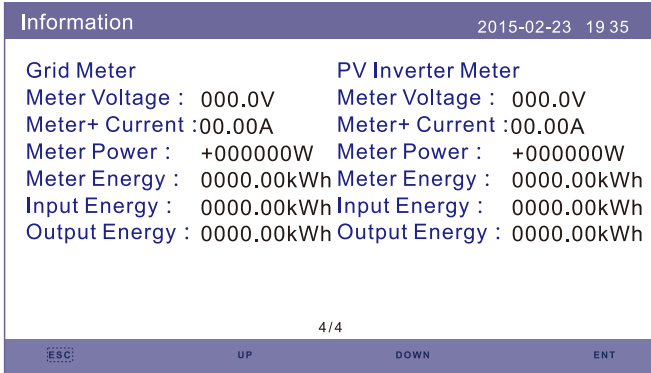 Information 2015-02-23 19 35
Grid Meter PV Inverter Meter
Meter Voltage : 000.0V Meter Voltage : 000.0V
Meter+ Current :00.00A Meter+ Current :00.00A
Meter Power : +000000W Meter Power : +000000W
Meter Energy : 0000.00kWh Meter Energy : 0000.00kWh
Input Energy : 0000.00kWh Input Energy : 0000.00kWh
Output Energy : 0000.00kWh Output Energy : 0000.00kWh
4/4
ESC UP DOWN ENT